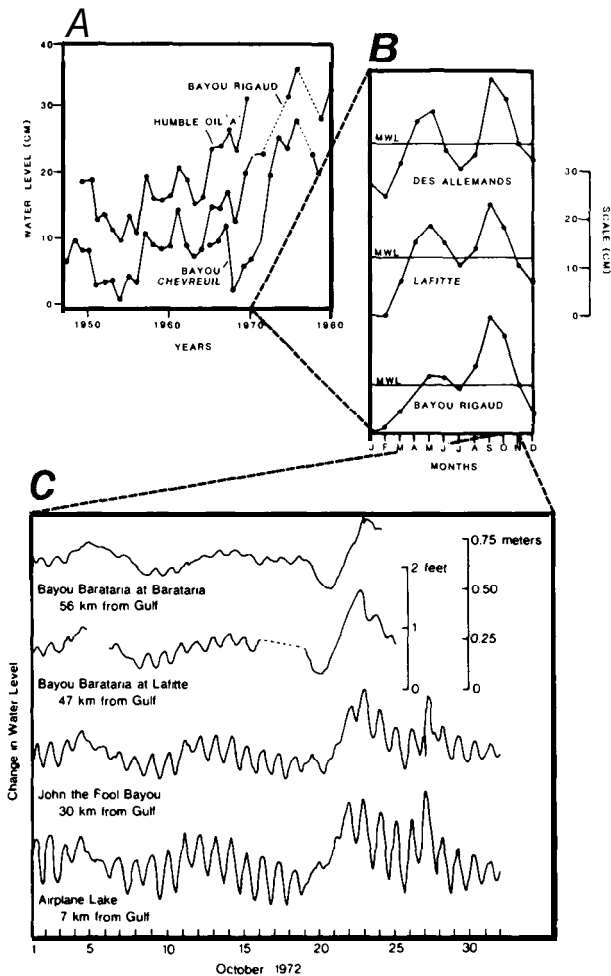 A
40
30
20
10
0
WATER LEVEL (CM)
BAYOU RIGAUD
HUMBLE OIL 'A'
BAYOU
CHEVREUIL
1950 1960 1970 1980
YEARS
B
MWL
DES ALLEMANDS
MWL
LAFITTE
MWL
BAYOU RIGAUD
30
20
10
0
SCALE (CM)
J F M A M J J A S O N D
MONTHS
C
Change in Water Level
Bayou Barataria at Barataria
56 km from Gulf
Bayou Barataria at Lafitte
47 km from Gulf
John the Fool Bayou
30 km from Gulf
Airplane Lake
7 km from Gulf
2 feet
1
0
0.75 meters
0.50
0.25
0
1 5 10 15 20 25 30
October 1972